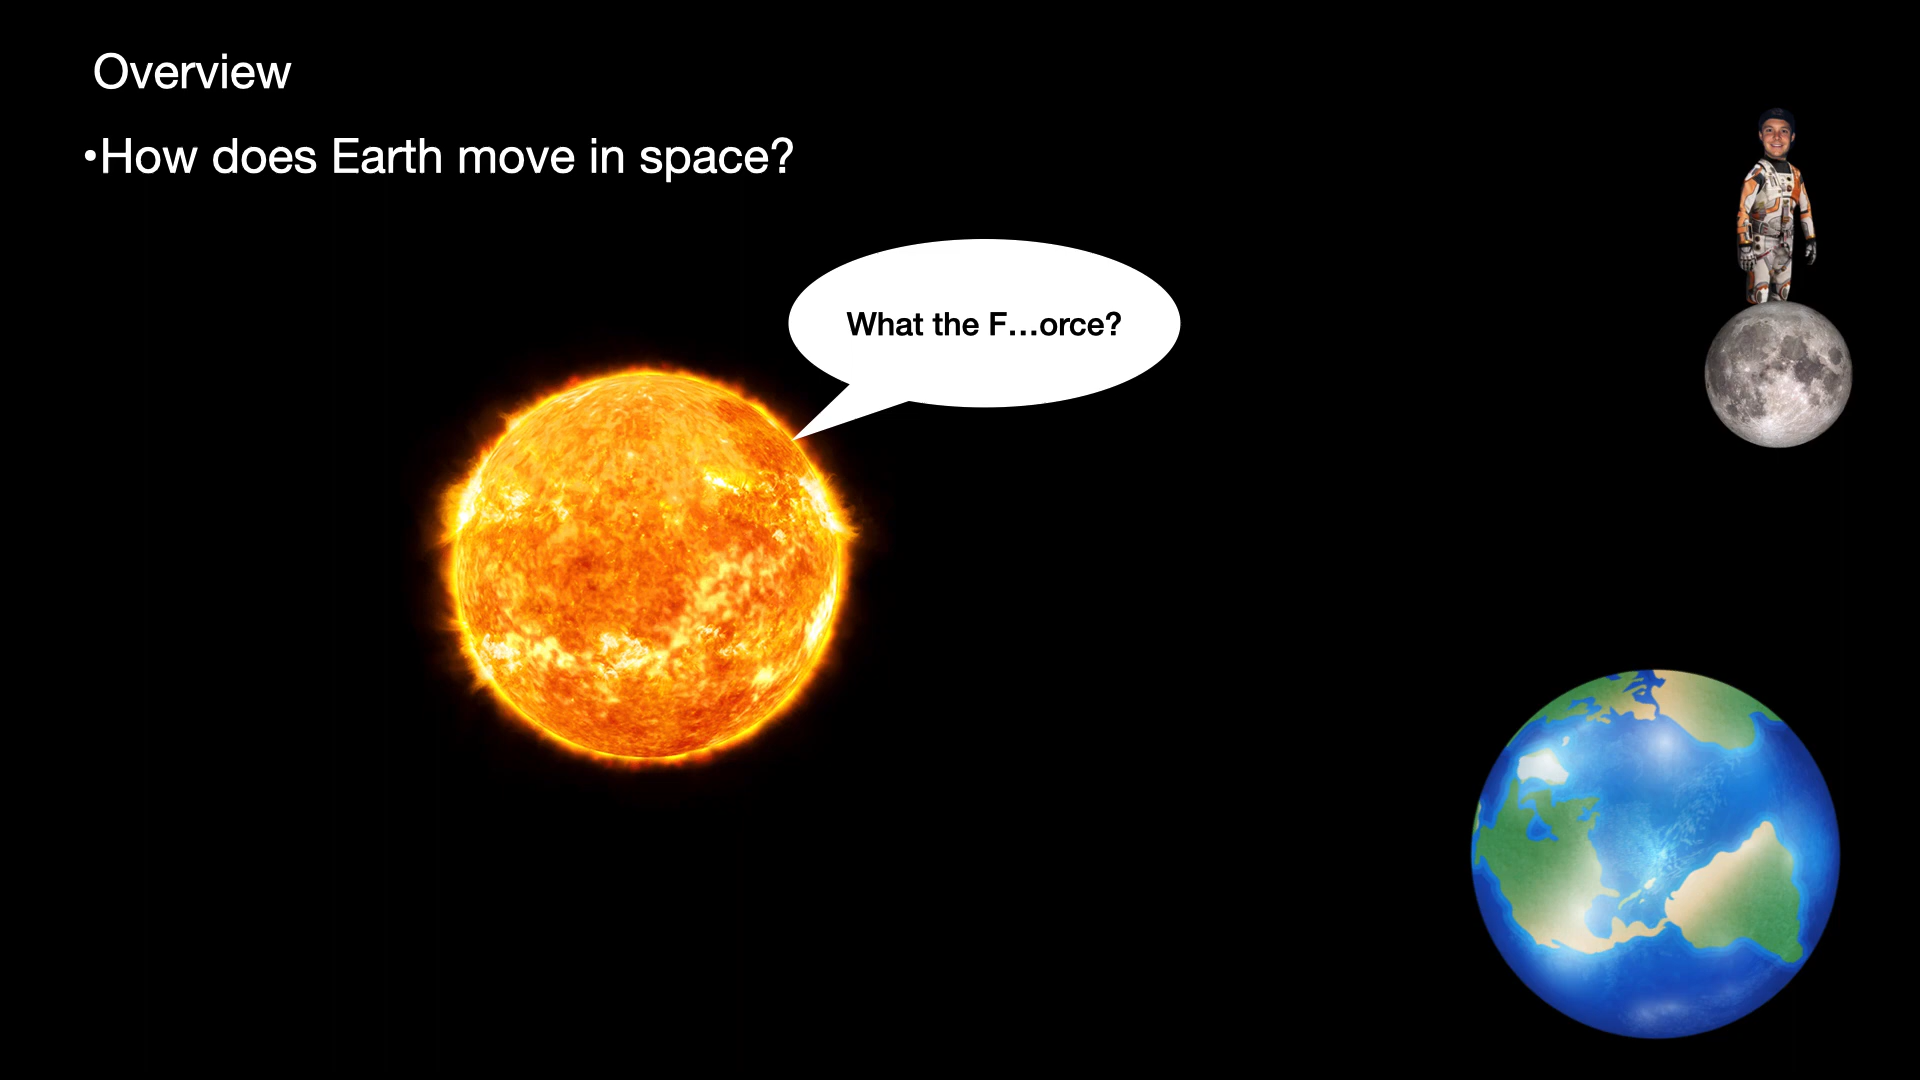 Overview
•How does Earth move in space?
What the F…orce?